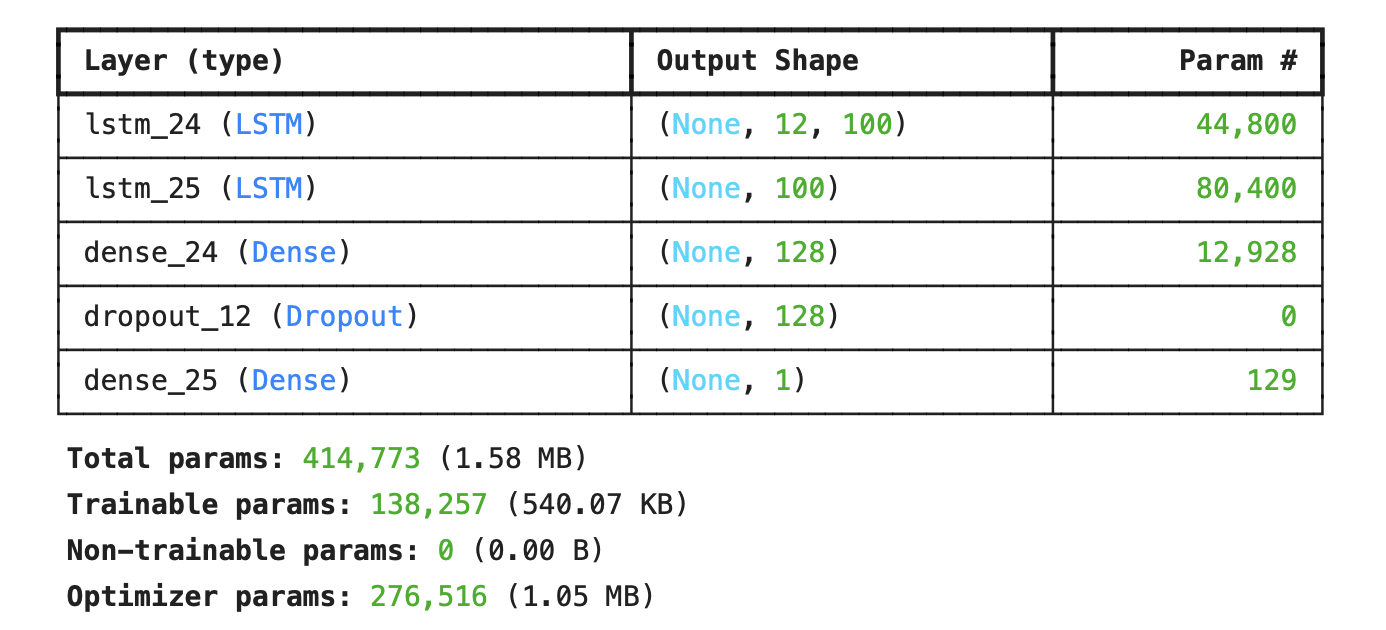 Layer (type) Output Shape Param #
lstm_24 (LSTM) (None, 12, 100) 44,800
lstm_25 (LSTM) (None, 100) 80,400
dense_24 (Dense) (None, 128) 12,928
dropout_12 (Dropout) (None, 128) 0
dense_25 (Dense) (None, 1) 129
Total params: 414,773 (1.58 MB)
Trainable params: 138,257 (540.07 KB)
Non-trainable params: 0 (0.00 B)
Optimizer params: 276,516 (1.05 MB)